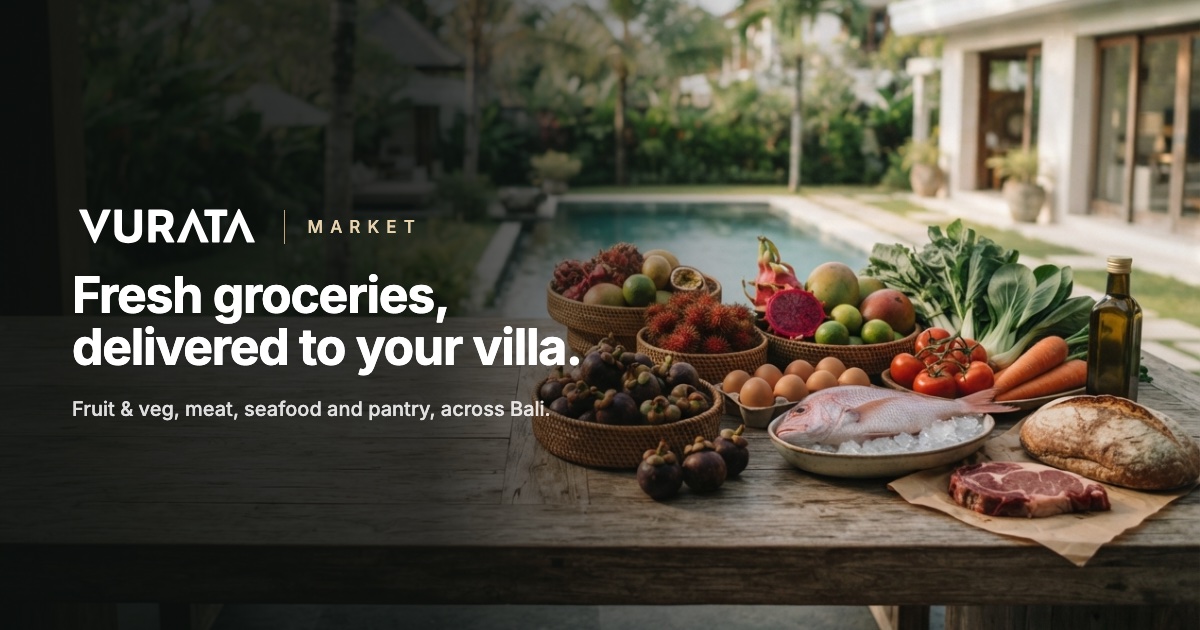 VURATA | MARKET
Fresh groceries,
delivered to your villa.
Fruit & veg, meat, seafood and pantry, across Bali.